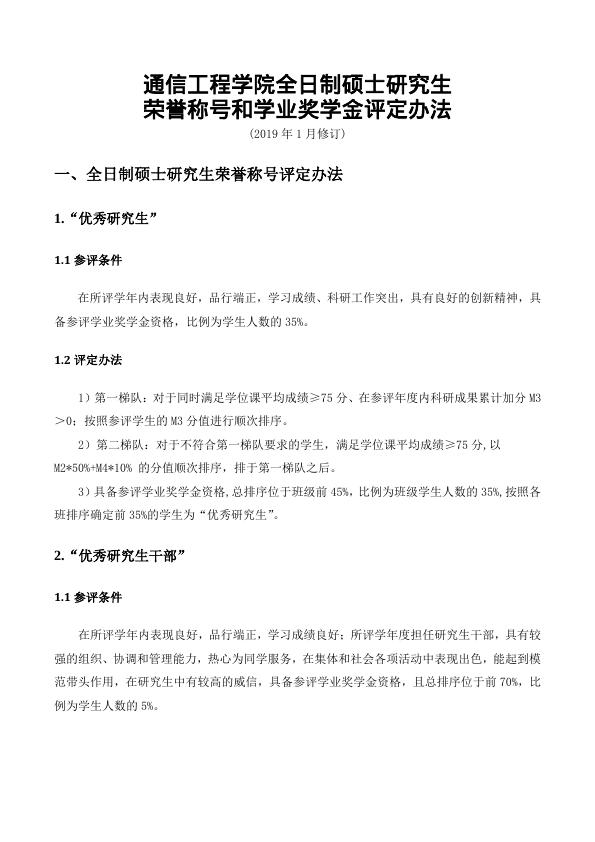 通信工程学院全日制硕士研究生
荣誉称号和学业奖学金评定办法
(2019 年 1 月修订)
一、全日制硕士研究生荣誉称号评定办法
1.“优秀研究生”
1.1 参评条件
在所评学年内表现良好，品行端正，学习成绩、科研工作突出，具有良好的创新精神，具
备参评学业奖学金资格，比例为学生人数的 35%。
1.2 评定办法
1）第一梯队：对于同时满足学位课平均成绩≥75 分、在参评年度内科研成果累计加分 M3
＞0；按照参评学生的 M3 分值进行顺次排序。
2）第二梯队：对于不符合第一梯队要求的学生，满足学位课平均成绩≥75 分,以
M2*50%+M4*10% 的分值顺次排序，排于第一梯队之后。
3）具备参评学业奖学金资格,总排序位于班级前 45%，比例为班级学生人数的 35%,按照各
班排序确定前 35%的学生为“优秀研究生”。
2.“优秀研究生干部”
1.1 参评条件
在所评学年内表现良好，品行端正，学习成绩良好；所评学年度担任研究生干部，具有较
强的组织、协调和管理能力，热心为同学服务，在集体和社会各项活动中表现出色，能起到模
范带头作用，在研究生中有较高的威信，具备参评学业奖学金资格，且总排序位于前 70%，比
例为学生人数的 5%。